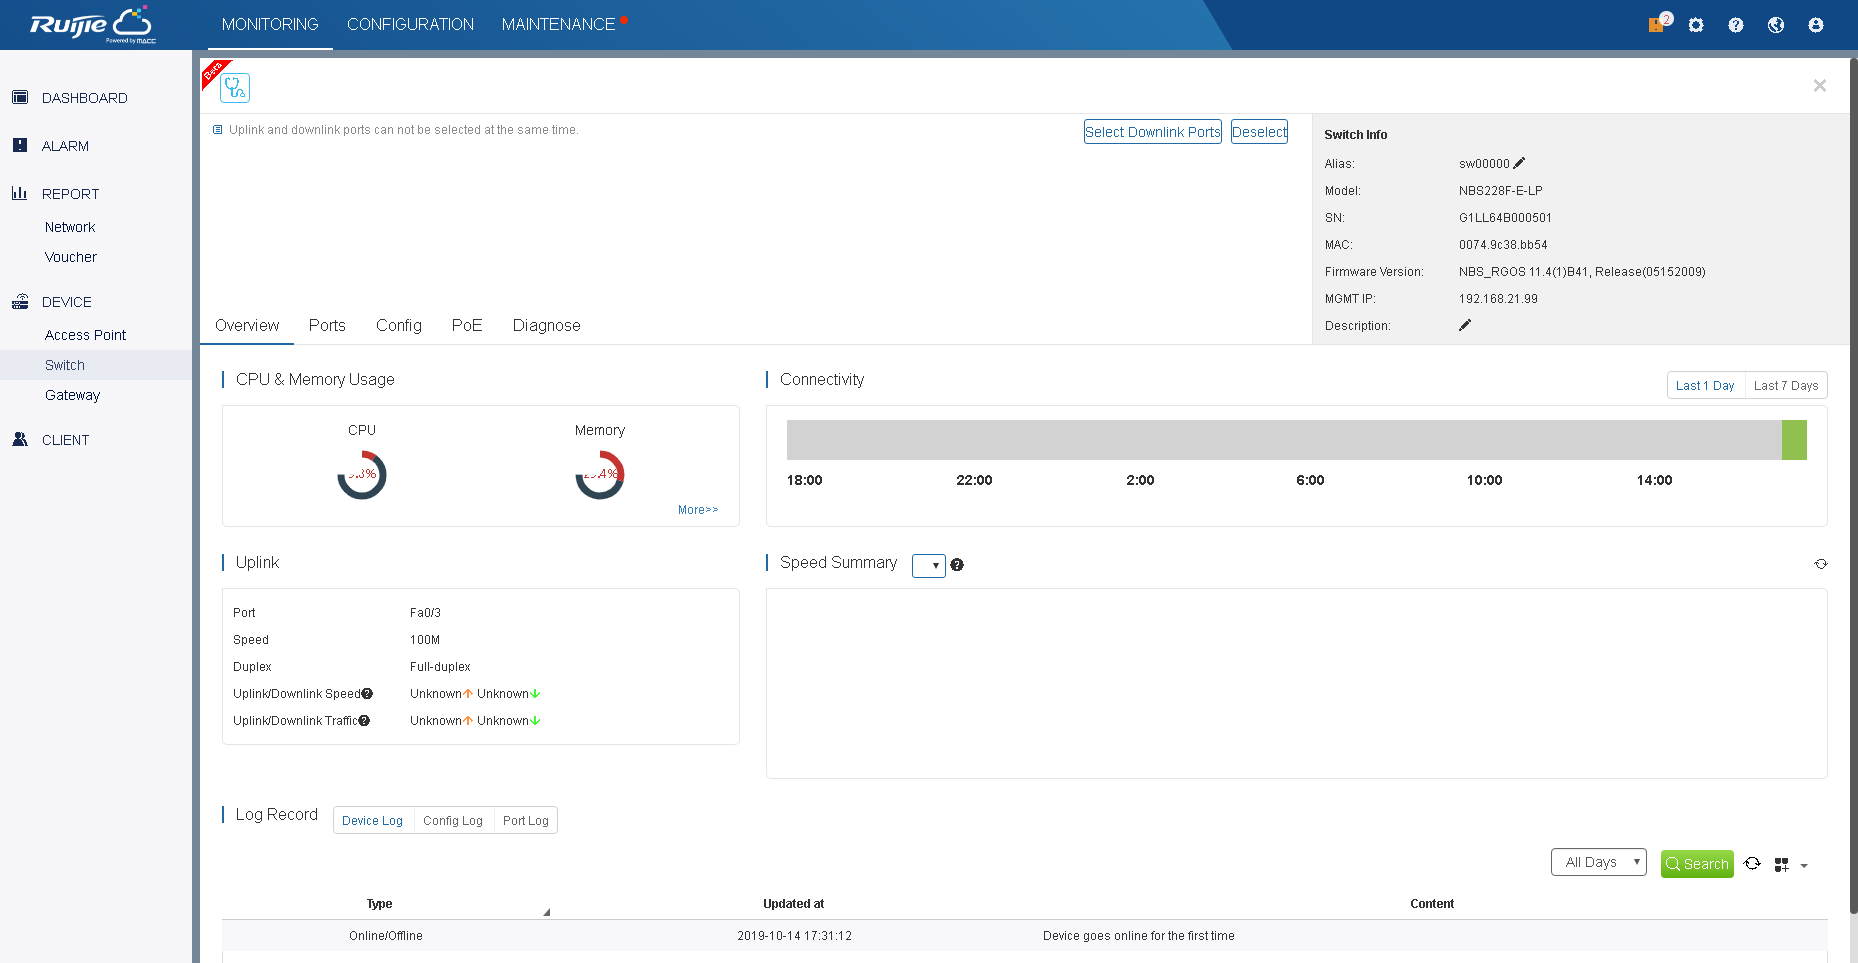 Ruijie
Powered by MACC
MONITORING CONFIGURATION MAINTENANCE
2
DASHBOARD
ALARM
REPORT
Network
Voucher
DEVICE
Access Point
Switch
Gateway
CLIENT
Beta
Uplink and downlink ports can not be selected at the same time.
Select Downlink Ports Deselect
Switch Info
Alias: sw00000
Model: NBS228F-E-LP
SN: G1LL64B000501
MAC: 0074.9c38.bb54
Firmware Version: NBS_RGOS 11.4(1)B41, Release(05152009)
MGMT IP: 192.168.21.99
Description:
Overview Ports Config PoE Diagnose
CPU & Memory Usage
CPU Memory
More>>
Connectivity
Last 1 Day Last 7 Days
18:00 22:00 2:00 6:00 10:00 14:00
Uplink
Port Fa0/3
Speed 100M
Duplex Full-duplex
Uplink/Downlink Speed Unknown Unknown
Uplink/Downlink Traffic Unknown Unknown
Speed Summary
Log Record
Device Log Config Log Port Log
All Days Search
Type Updated at Content
Online/Offline 2019-10-14 17:31:12 Device goes online for the first time